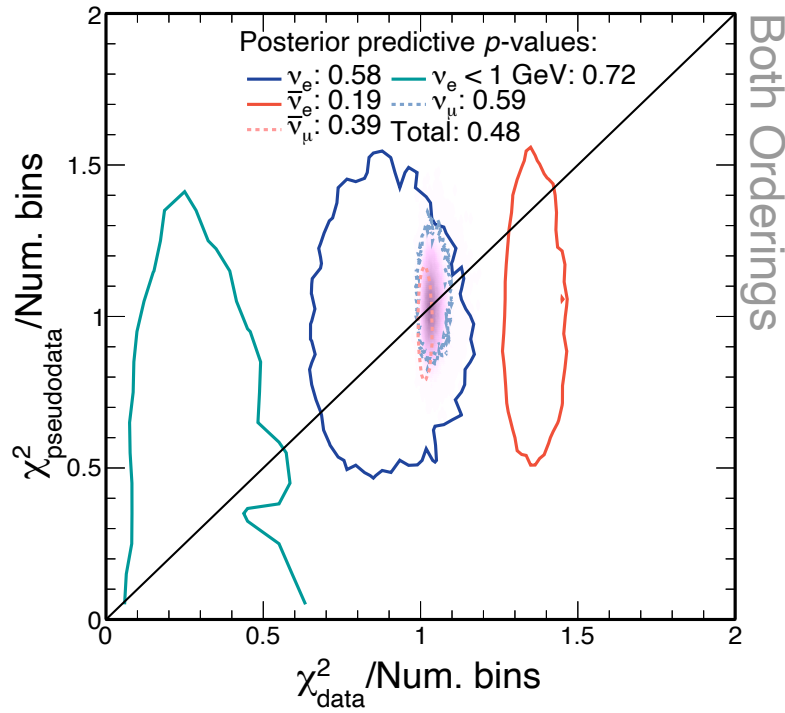 Posterior predictive p-values:
νe: 0.58 νe < 1 GeV: 0.72
ν̅e: 0.19 νμ: 0.59
ν̅μ: 0.39 Total: 0.48
Both Orderings
2
1.5
1
0.5
0
χ²pseudodata/Num. bins
0 0.5 1 1.5 2
χ²data/Num. bins